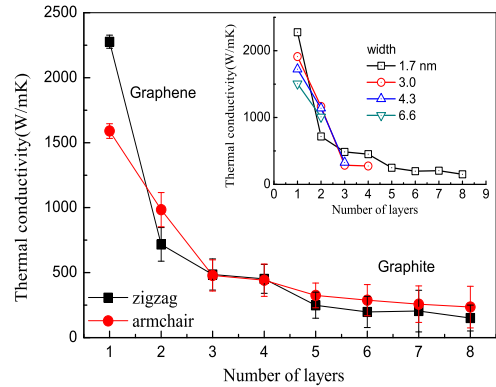 2500
2000
1500
1000
500
0
Thermal conductivity(W/mK)
1 2 3 4 5 6 7 8
Number of layers
Graphene
Graphite
zigzag
armchair
2000
1000
0
Thermal conductivity(W/mK)
0 1 2 3 4 5 6 7 8 9
Number of layers
width
1.7 nm
3.0
4.3
6.6